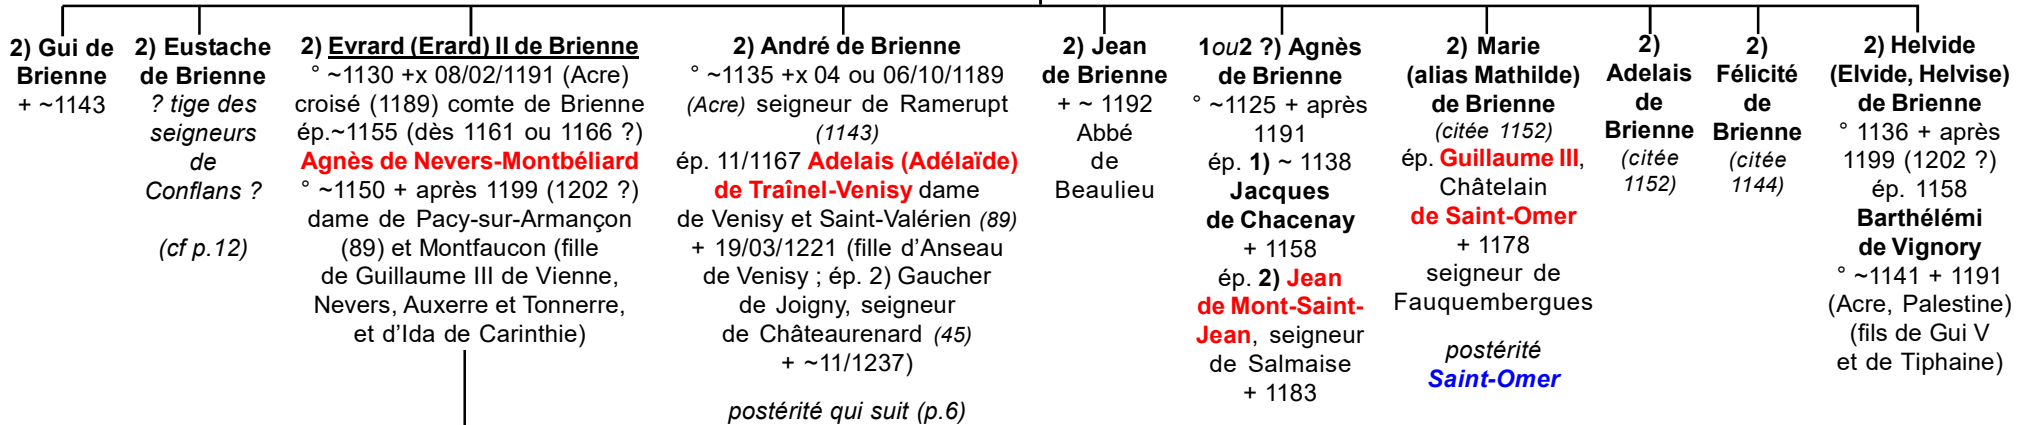 2) Gui de
Brienne
+ ~1143
2) Eustache
de Brienne
? tige des
seigneurs
de
Conflans ?
(cf p.12)
2) Evrard (Erard) II de Brienne
° ~1130 +x 08/02/1191 (Acre)
croisé (1189) comte de Brienne
ép.~1155 (dès 1161 ou 1166 ?)
Agnès de Nevers-Montbéliard
° ~1150 + après 1199 (1202 ?)
dame de Pacy-sur-Armançon
(89) et Montfaucon (fille
de Guillaume III de Vienne,
Nevers, Auxerre et Tonnerre,
et d’Ida de Carinthie)
2) André de Brienne
° ~1135 +x 04 ou 06/10/1189
(Acre) seigneur de Ramerupt
(1143)
ép. 11/1167 Adelais (Adélaïde)
de Traînel-Venisy dame
de Venisy et Saint-Valérien (89)
+ 19/03/1221 (fille d’Anseau
de Venisy ; ép. 2) Gaucher
de Joigny, seigneur
de Châteaurenard (45)
+ ~11/1237)
postérité qui suit (p.6)
2) Jean
de Brienne
+ ~ 1192
Abbé
de
Beaulieu
1ou2 ?) Agnès
de Brienne
° ~1125 + après
1191
ép. 1) ~ 1138
Jacques
de Chacenay
+ 1158
ép. 2) Jean
de Mont-Saint-
Jean, seigneur
de Salmaise
+ 1183
2) Marie
(alias Mathilde)
de Brienne
(citée 1152)
ép. Guillaume III,
Châtelain
de Saint-Omer
+ 1178
seigneur de
Fauquembergues
postérité
Saint-Omer
2)
Adelais
de
Brienne
(citée
1152)
2)
Félicité
de
Brienne
(citée
1144)
2) Helvide
(Elvide, Helvise)
de Brienne
° 1136 + après
1199 (1202 ?)
ép. 1158
Barthélémi
de Vignory
° ~1141 + 1191
(Acre, Palestine)
(fils de Gui V
et de Tiphaine)